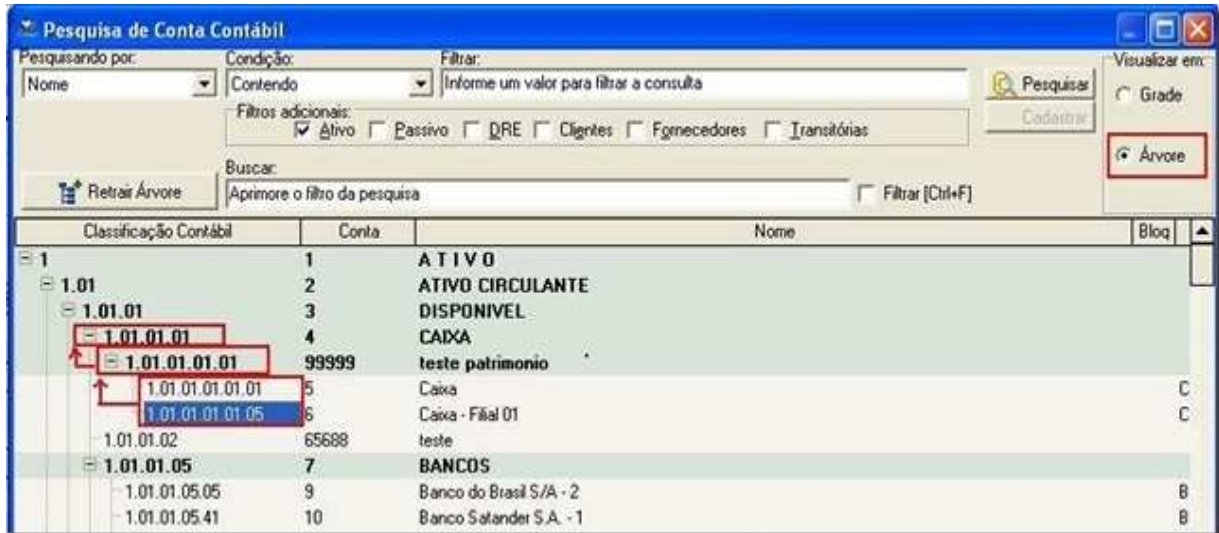 Pesquisa de Conta Contábil
Pesquisando por: Condição: Filtrar: Visualizar em:
Nome Contendo Informe um valor para filtrar a consulta Pesquisar Grade
Filtros adicionais: Cadastrar
Ativo Passivo DRE Clientes Fornecedores Transitórias
Árvore
Buscar:
Retrair Árvore Aprimore o filtro da pesquisa Filtrar [Ctrl+F]
Classificação Contábil Conta Nome Bloq
1 1 A T I V O
1.01 2 ATIVO CIRCULANTE
1.01.01 3 DISPONIVEL
1.01.01.01 4 CAIXA
1.01.01.01.01 99999 teste patrimonio
1.01.01.01.01.01 5 Caixa C
1.01.01.01.01.05 6 Caixa - Filial 01 C
1.01.01.02 65688 teste
1.01.01.05 7 BANCOS
1.01.01.05.05 9 Banco do Brasil S/A - 2 B
1.01.01.05.41 10 Banco Satander S.A. - 1 B